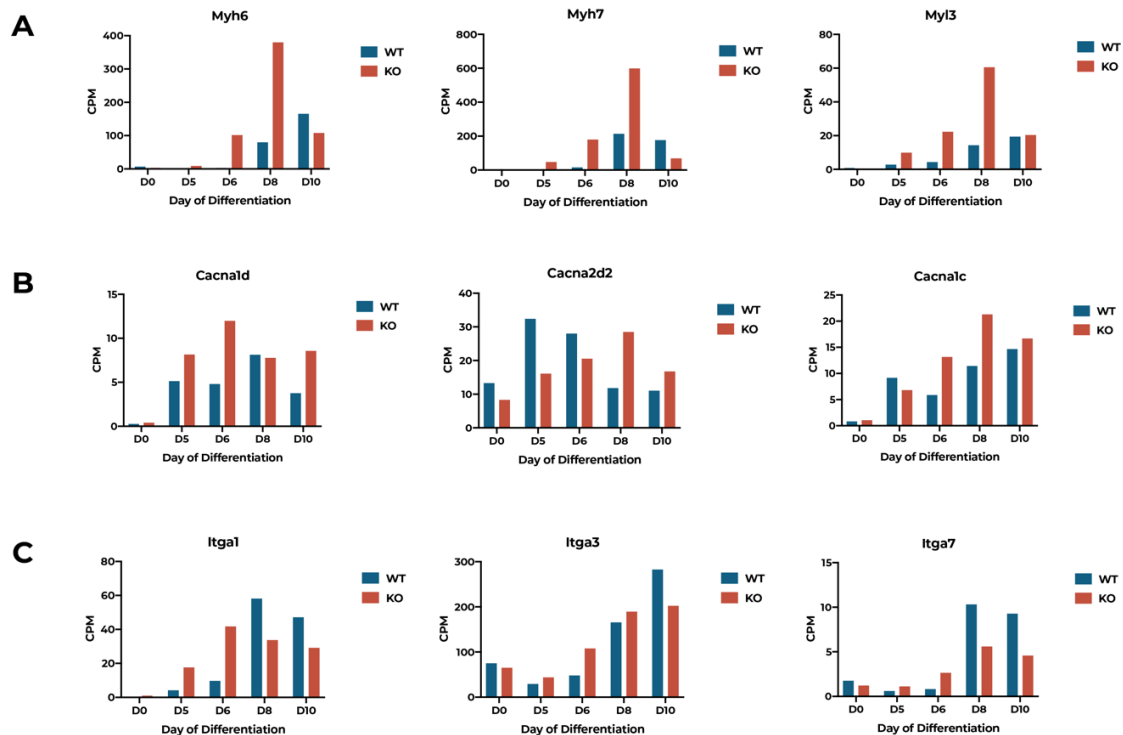 A
Myh6
CPM
400
300
200
100
0
D0 D5 D6 D8 D10
Day of Differentiation
WT
KO
Myh7
CPM
800
600
400
200
0
D0 D5 D6 D8 D10
Day of Differentiation
WT
KO
Myl3
CPM
80
60
40
20
0
D0 D5 D6 D8 D10
Day of Differentiation
WT
KO
B
Cacna1d
CPM
15
10
5
0
D0 D5 D6 D8 D10
Day of Differentiation
WT
KO
Cacna2d2
CPM
40
30
20
10
0
D0 D5 D6 D8 D10
Day of Differentiation
WT
KO
Cacna1c
CPM
25
20
15
10
5
0
D0 D5 D6 D8 D10
Day of Differentiation
WT
KO
C
Itga1
CPM
80
60
40
20
0
D0 D5 D6 D8 D10
Day of Differentiation
WT
KO
Itga3
CPM
300
200
100
0
D0 D5 D6 D8 D10
Day of Differentiation
WT
KO
Itga7
CPM
15
10
5
0
D0 D5 D6 D8 D10
Day of Differentiation
WT
KO